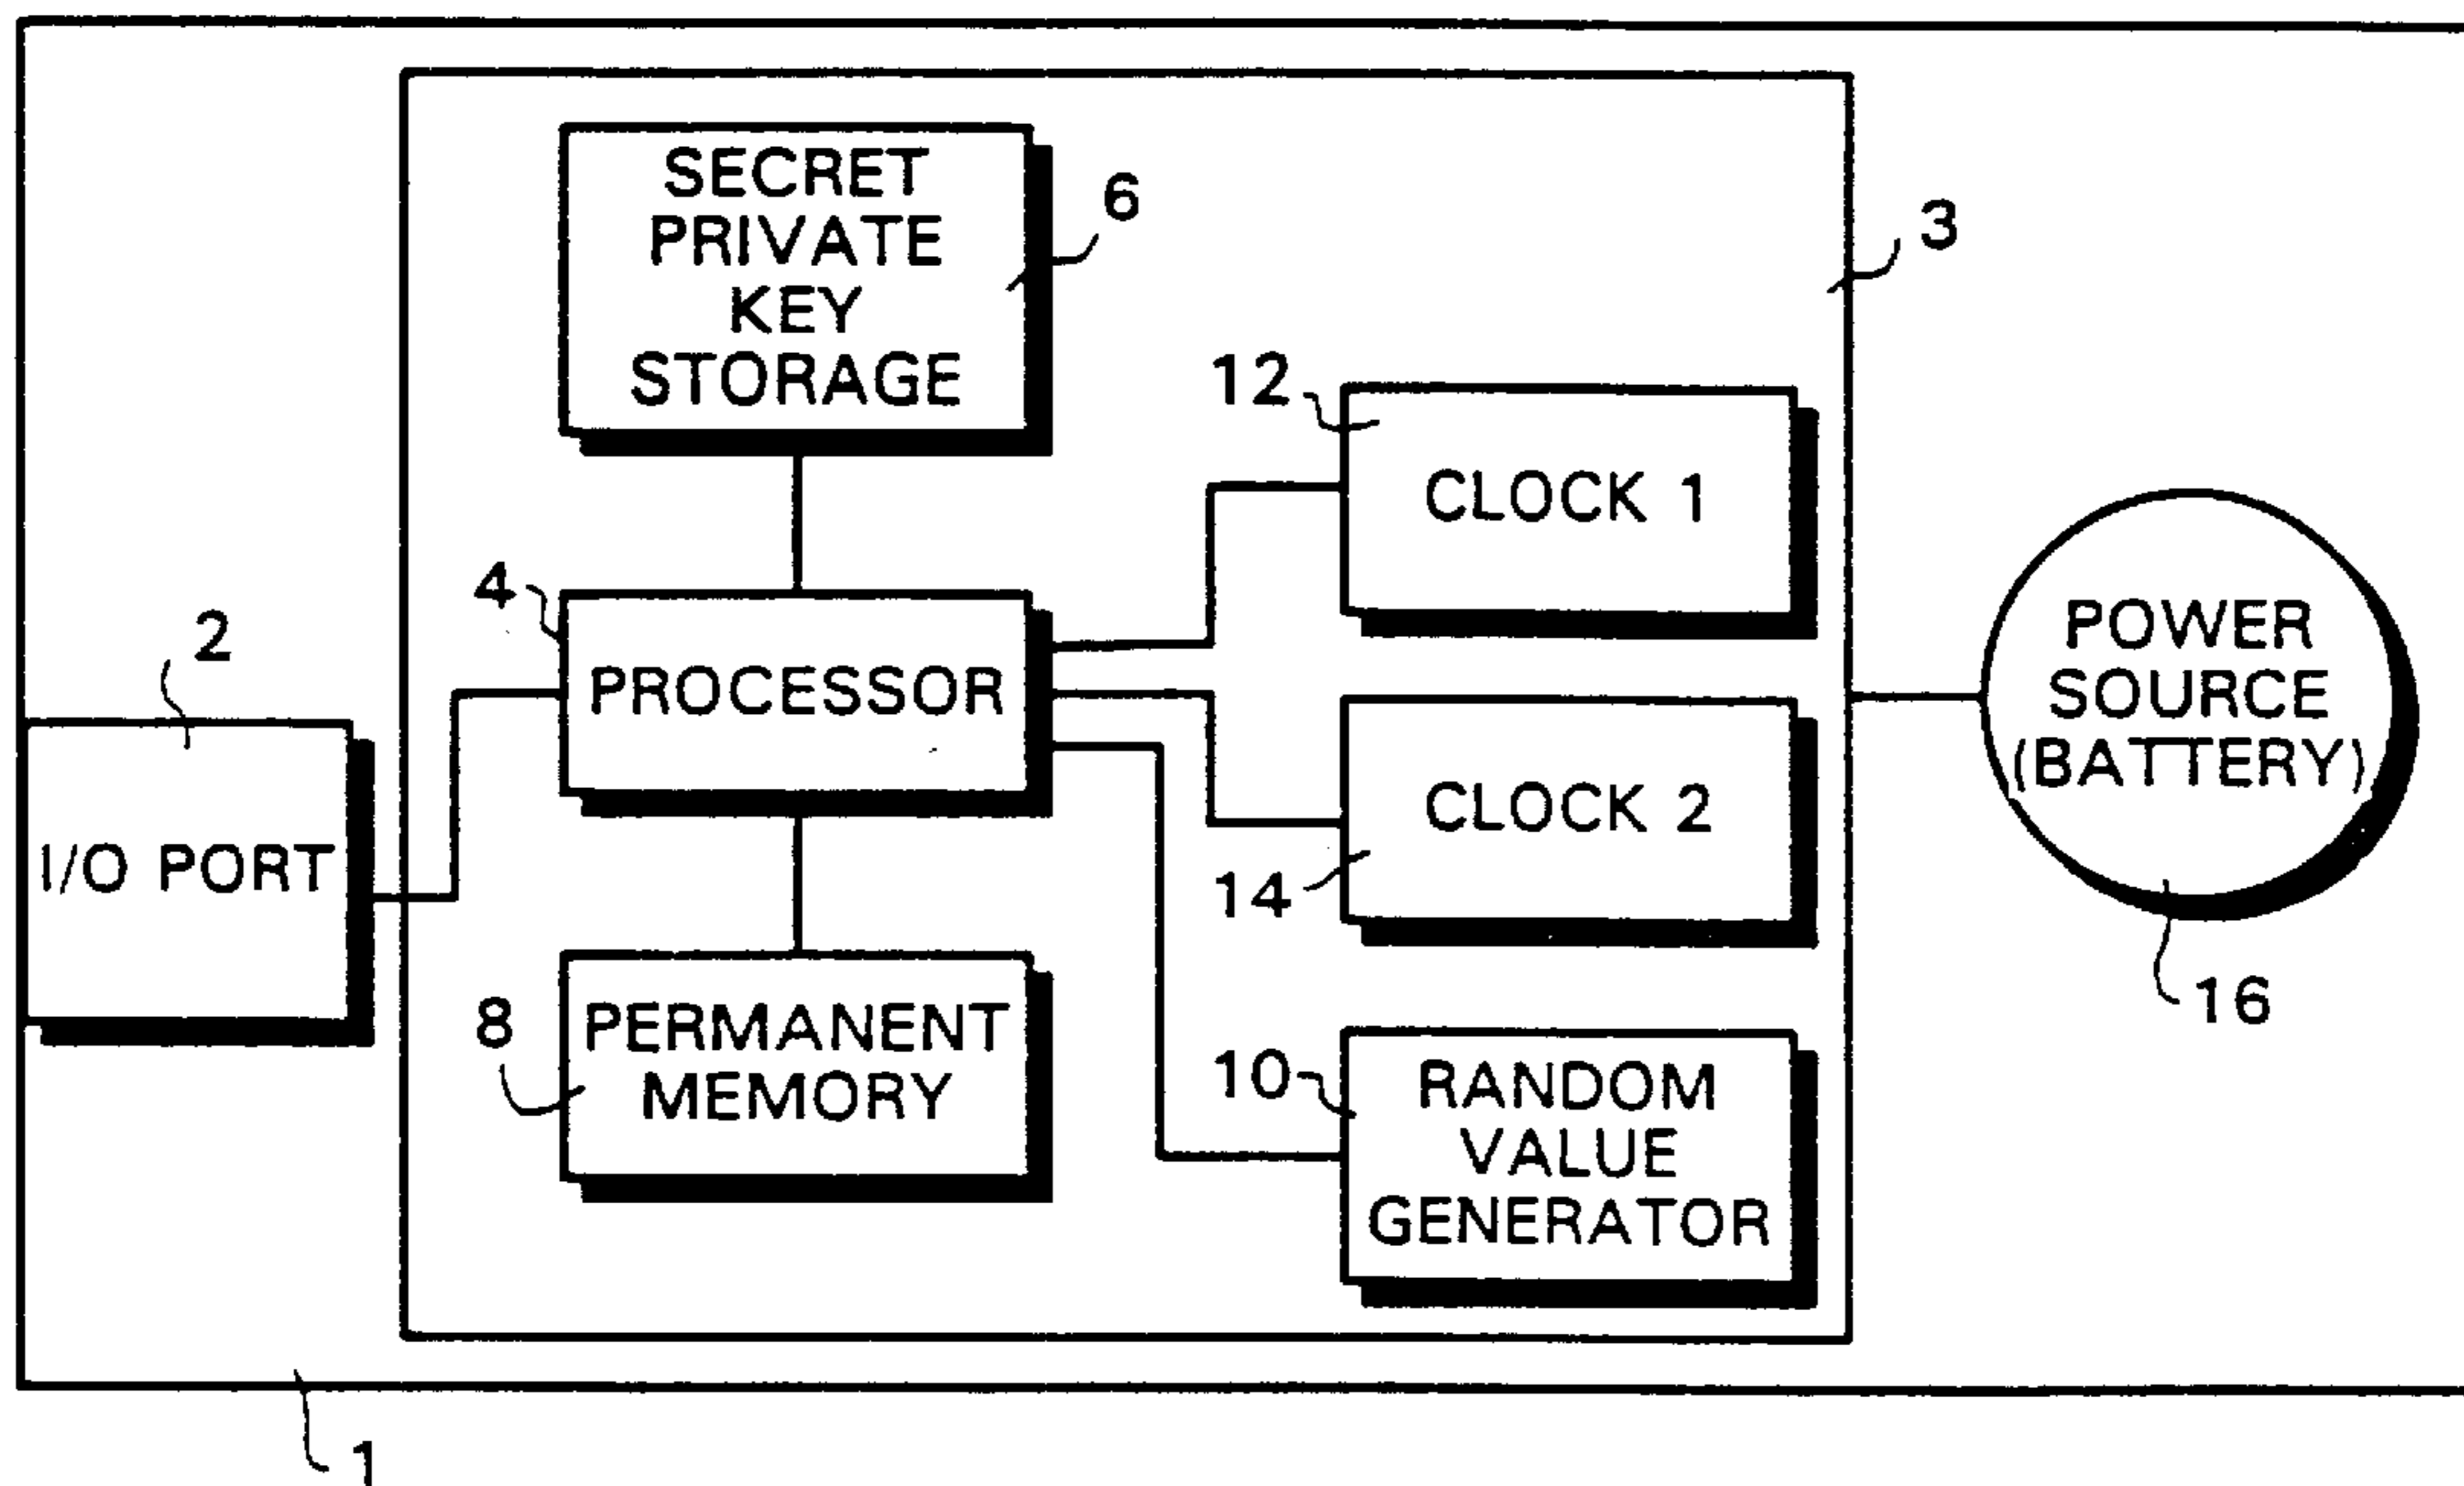 SECRET
PRIVATE
KEY
STORAGE
6
3
12
CLOCK 1
4
PROCESSOR
2
I/O PORT
CLOCK 2
14
POWER
SOURCE
(BATTERY)
16
8
PERMANENT
MEMORY
10
RANDOM
VALUE
GENERATOR
1